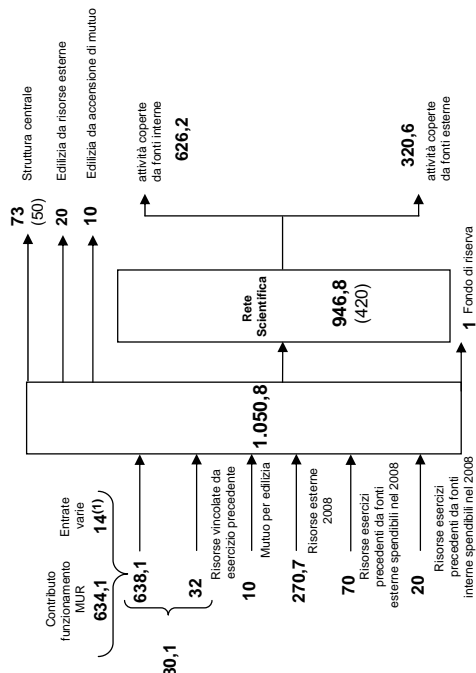 Contributo
funzionamento
MUR
634,1
Entrate
varie
14(1)
638,1
32
Risorse vincolate da
esercizio precedente
10
Mutuo per edilizia
80,1
270,7
Risorse esterne
2008
70
Risorse esercizi
precedenti da fonti
esterne spendibili nel 2008
20
Risorse esercizi
precedenti da fonti
interne spendibili nel 2008
1.050,8
73
(50)
Struttura centrale
20
Edilizia da risorse esterne
10
Edilizia da accensione di mutuo
Rete
Scientifica
946,8
(420)
1 Fondo di riserva
attività coperte
da fonti interne
626,2
320,6
attività coperte
da fonti esterne